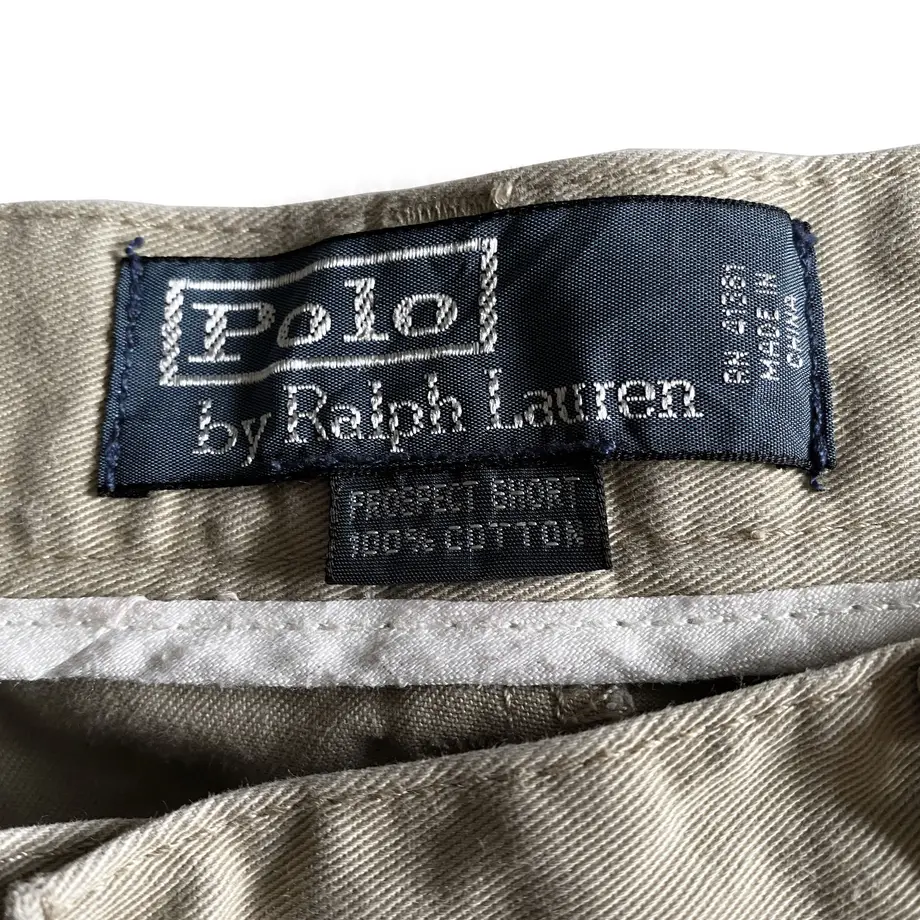 Polo
by Ralph Lauren
RN 41381
MADE IN
CHINA
PROSPECT SHORT
100% COTTON